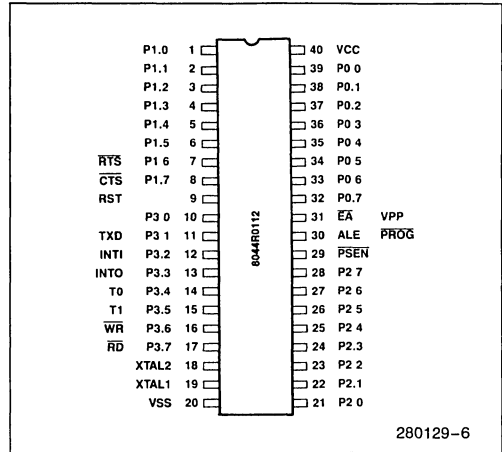 P1.0 1 40 VCC
P1.1 2 39 P0 0
P1.2 3 38 P0.1
P1.3 4 37 P0.2
P1.4 5 36 P0 3
P1.5 6 35 P0 4
RTS P1 6 7 34 P0 5
CTS P1.7 8 33 P0 6
RST 9 32 P0.7
P3 0 10 31 EA VPP
TXD P3 1 11 30 ALE PROG
INTI P3.2 12 29 PSEN
INTO P3.3 13 28 P2 7
T0 P3.4 14 27 P2 6
T1 P3.5 15 26 P2 5
WR P3.6 16 25 P2 4
RD P3.7 17 24 P2.3
XTAL2 18 23 P2 2
XTAL1 19 22 P2.1
VSS 20 21 P2 0
8044R0112
280129–6